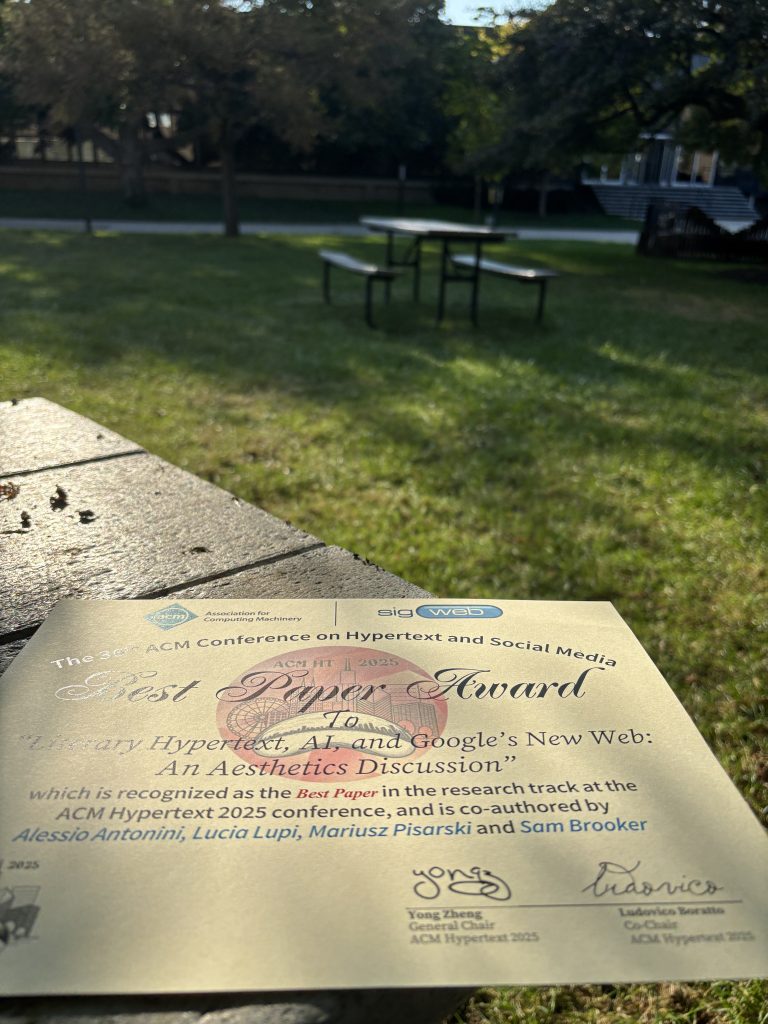 acm
Association for
Computing Machinery
sigweb
The 36th ACM Conference on Hypertext and Social Media
ACM HT 2025
Best Paper Award
To
"Literary Hypertext, AI, and Google's New Web:
An Aesthetics Discussion"
which is recognized as the Best Paper in the research track at the
ACM Hypertext 2025 conference, and is co-authored by
Alessio Antonini, Lucia Lupi, Mariusz Pisarski and Sam Brooker
2025
yong
Ludovico
Yong Zheng
General Chair
ACM Hypertext 2025
Ludovico Boratto
Co-Chair
ACM Hypertext 2025